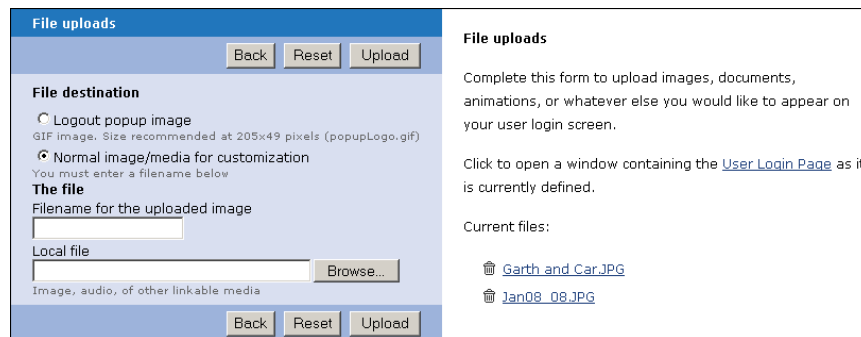 File uploads
Back Reset Upload
File destination
Logout popup image
GIF image. Size recommended at 205x49 pixels (popupLogo.gif)
Normal image/media for customization
You must enter a filename below
The file
Filename for the uploaded image
Local file
Browse...
Image, audio, of other linkable media
Back Reset Upload
File uploads
Complete this form to upload images, documents,
animations, or whatever else you would like to appear on
your user login screen.
Click to open a window containing the User Login Page as it
is currently defined.
Current files:
Garth and Car.JPG
Jan08_08.JPG